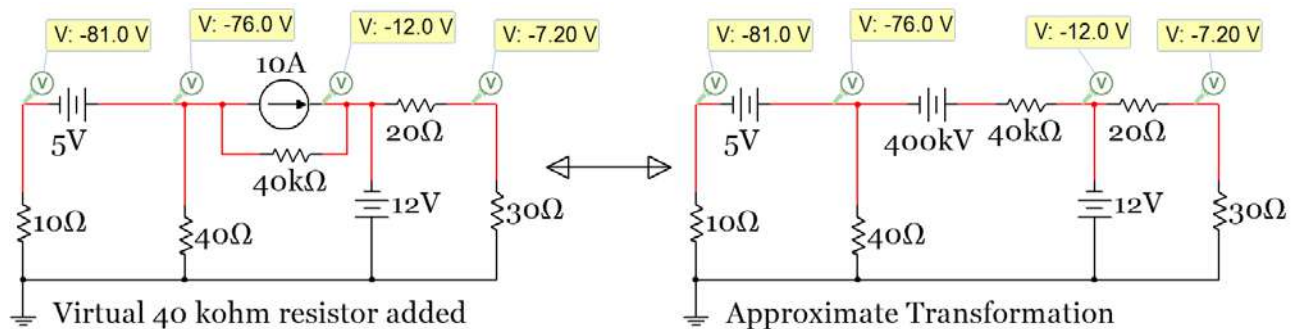 V: -81.0 V
V: -76.0 V
V: -12.0 V
V: -7.20 V
V
V
V
V
10A
5V
20Ω
40kΩ
12V
10Ω
40Ω
30Ω
Virtual 40 kohm resistor added
V: -81.0 V
V: -76.0 V
V: -12.0 V
V: -7.20 V
V
V
V
V
5V
400kV
40kΩ
20Ω
12V
10Ω
40Ω
30Ω
Approximate Transformation